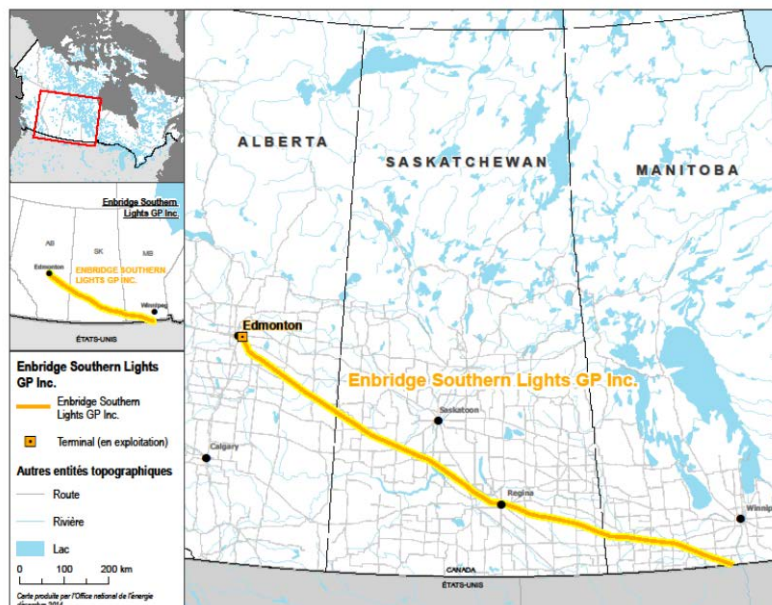 Enbridge Southern
Lights GP Inc.
AB
SK
MB
Edmonton
ENBRIDGE SOUTHERN
LIGHTS GP INC.
Winnipeg
ÉTATS-UNIS
Enbridge Southern Lights
GP Inc.
Enbridge Southern
Lights GP Inc.
Terminal (en exploitation)
Autres entités topographiques
Route
Rivière
Lac
0 100 200 km
Carte produite par l'Office national de l'énergie
ALBERTA
SASKATCHEWAN
MANITOBA
Edmonton
Enbridge Southern Lights GP Inc.
Saskatoon
Calgary
Regina
Winnip
CANADA
ÉTATS-UNIS